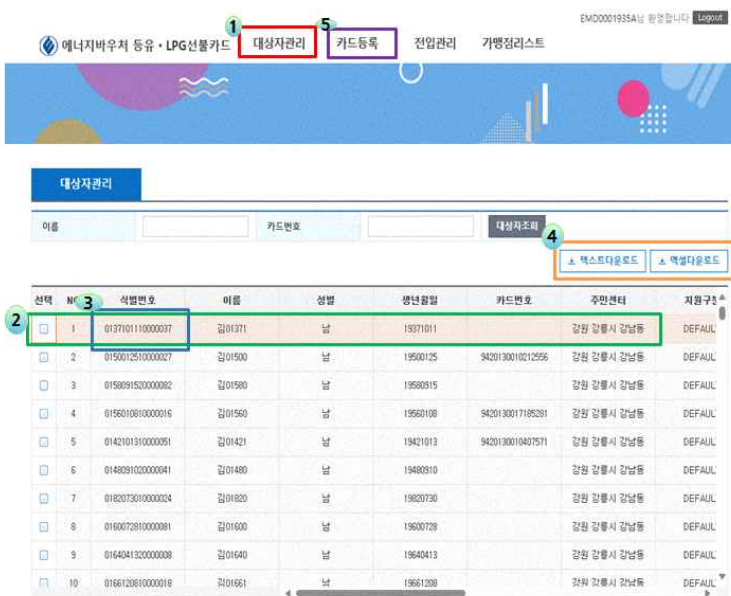 EMD0001935A님 환영합니다 Logout
1 5
에너지바우처 등유·LPG선불카드 대상자관리 카드등록 전입관리 가맹점리스트
대상자관리
이름 카드번호 대상자조회
4
텍스트다운로드 엑셀다운로드
선택 3 식별번호 이름 성별 생년월일 카드번호 주민센터
2 1 0137101110000037 김01371 남 19371011 강원 강릉시 강남동 DEFAUL
2 0150012510000027 김01500 남 19500125 9420130010212556 강원 강릉시 강남동 DEFAUL
3 0158091520000082 김01580 남 19580915 강원 강릉시 강남동 DEFAUL
4 0156010810000016 김01560 남 19560108 9420130017185281 강원 강릉시 강남동 DEFAUL
5 0142101310000051 김01421 남 19421013 9420130010407571 강원 강릉시 강남동 DEFAUL
6 0148091020000041 김01480 남 19480910 강원 강릉시 강남동 DEFAUL
7 0182073010000024 김01820 남 19820730 강원 강릉시 강남동 DEFAUL
8 0160072810000081 김01600 남 19600728 강원 강릉시 강남동 DEFAUL
9 0164041320000008 김01640 남 19640413 강원 강릉시 강남동 DEFAUL
10 0166120810000018 김01661 남 19661208 강원 강릉시 강남동 DEFAUL